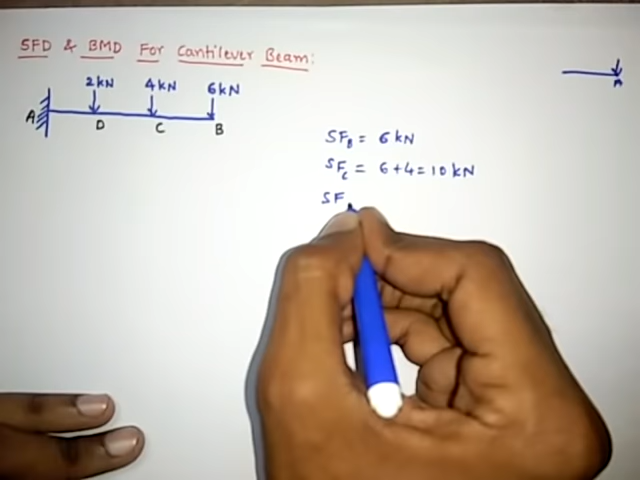 SFD & BMD For Cantilever Beam:
2kN 4kN 6kN
A D C B
SF_B = 6 kN
SF_C = 6+4=10 kN
SF